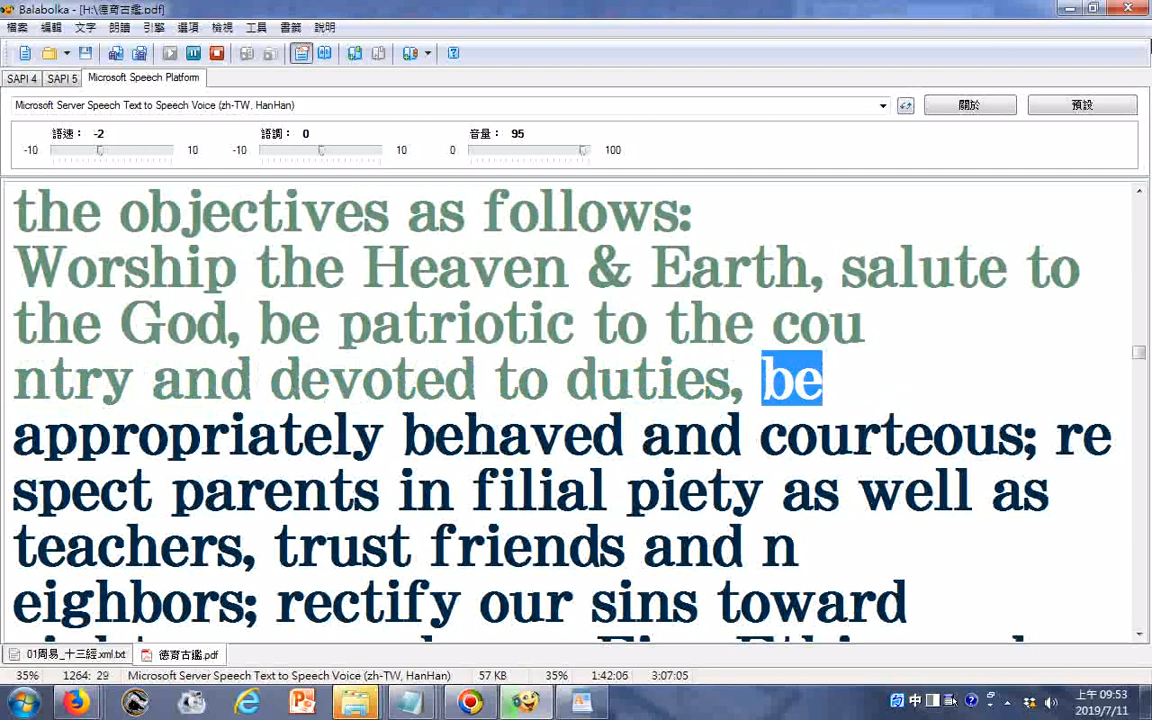 Balabolka - [H:\德育古鑑.pdf]
檔案 編輯 文字 朗讀 引擎 選項 檢視 工具 書籤 說明
SAPI 4 SAPI 5 Microsoft Speech Platform
Microsoft Server Speech Text to Speech Voice (zh-TW, HanHan) 關於 預設
語速： -2 語調： 0 音量： 95
-10 10 -10 10 0 100
the objectives as follows:
Worship the Heaven & Earth, salute to
the God, be patriotic to the cou
ntry and devoted to duties, be
appropriately behaved and courteous; re
spect parents in filial piety as well as
teachers, trust friends and n
eighbors; rectify our sins toward
01周易_十三經.xml.txt 德育古鑑.pdf
35% 1264: 29 Microsoft Server Speech Text to Speech Voice (zh-TW, HanHan) 57 KB 35% 1:42:06 3:07:05
中 上午 09:53
2019/7/11